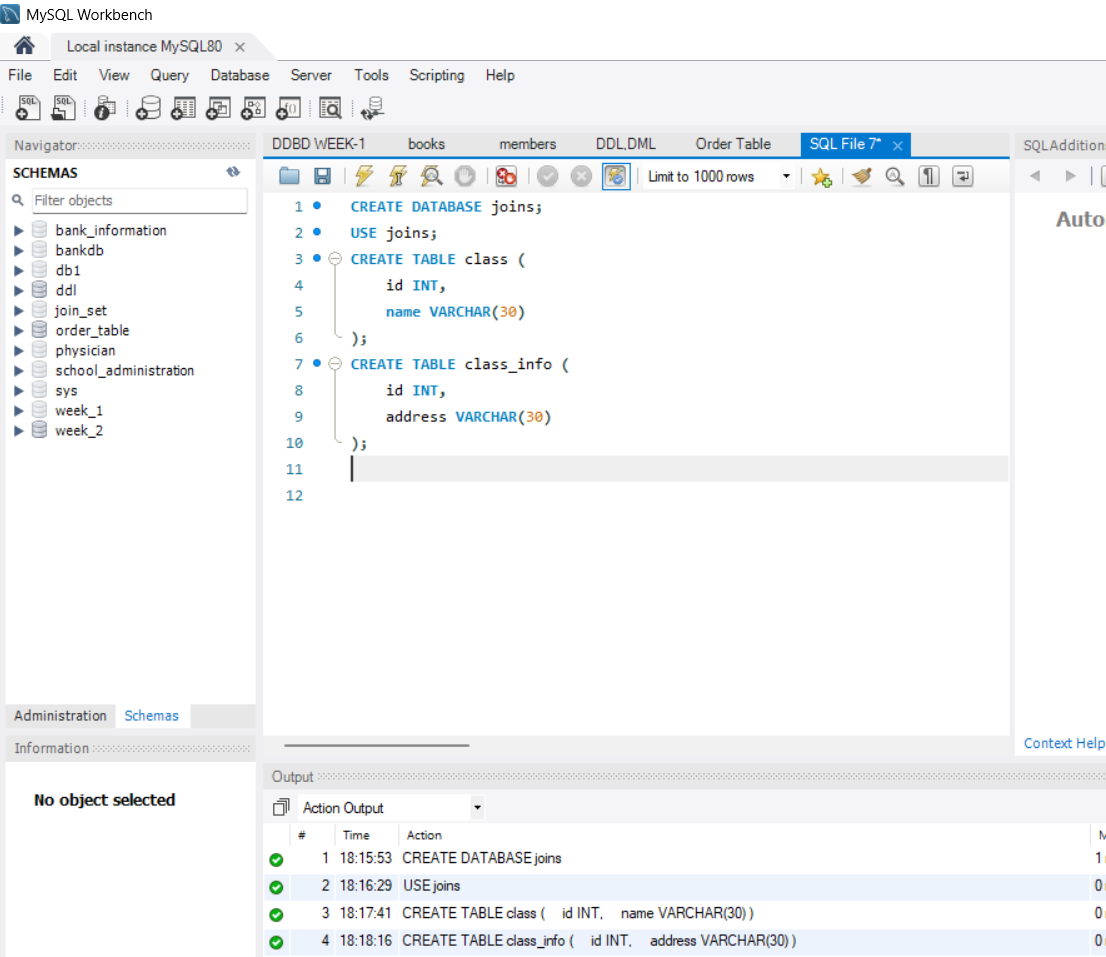 MySQL Workbench
Local instance MySQL80
File Edit View Query Database Server Tools Scripting Help
Navigator
SCHEMAS
Filter objects
bank_information
bankdb
db1
ddl
join_set
order_table
physician
school_administration
sys
week_1
week_2
Administration Schemas
Information
No object selected
DDBD WEEK-1 books members DDL,DML Order Table SQL File 7*
Limit to 1000 rows
1 CREATE DATABASE joins;
2 USE joins;
3 CREATE TABLE class (
4 id INT,
5 name VARCHAR(30)
6 );
7 CREATE TABLE class_info (
8 id INT,
9 address VARCHAR(30)
10 );
11
12
SQLAddition
Auto
Context Help
Output
Action Output
# Time Action
1 18:15:53 CREATE DATABASE joins 1
2 18:16:29 USE joins 0
3 18:17:41 CREATE TABLE class ( id INT, name VARCHAR(30) ) 0
4 18:18:16 CREATE TABLE class_info ( id INT, address VARCHAR(30) ) 0